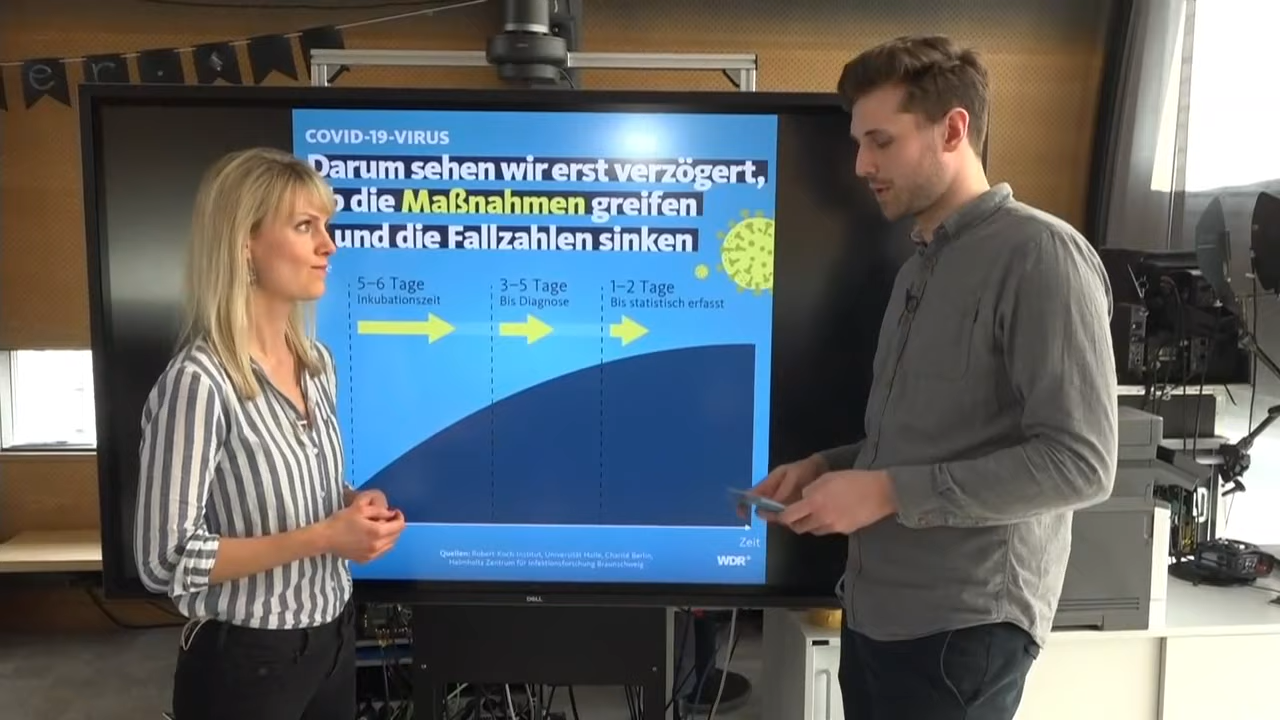 COVID-19-VIRUS
Darum sehen wir erst verzögert,
die Maßnahmen greifen
und die Fallzahlen sinken
5–6 Tage
Inkubationszeit
3–5 Tage
Bis Diagnose
1–2 Tage
Bis statistisch erfasst
Zeit
Quellen: Robert Koch Institut, Universität Halle, Charité Berlin,
Helmholtz Zentrum für Infektionsforschung Braunschweig
WDR
DELL